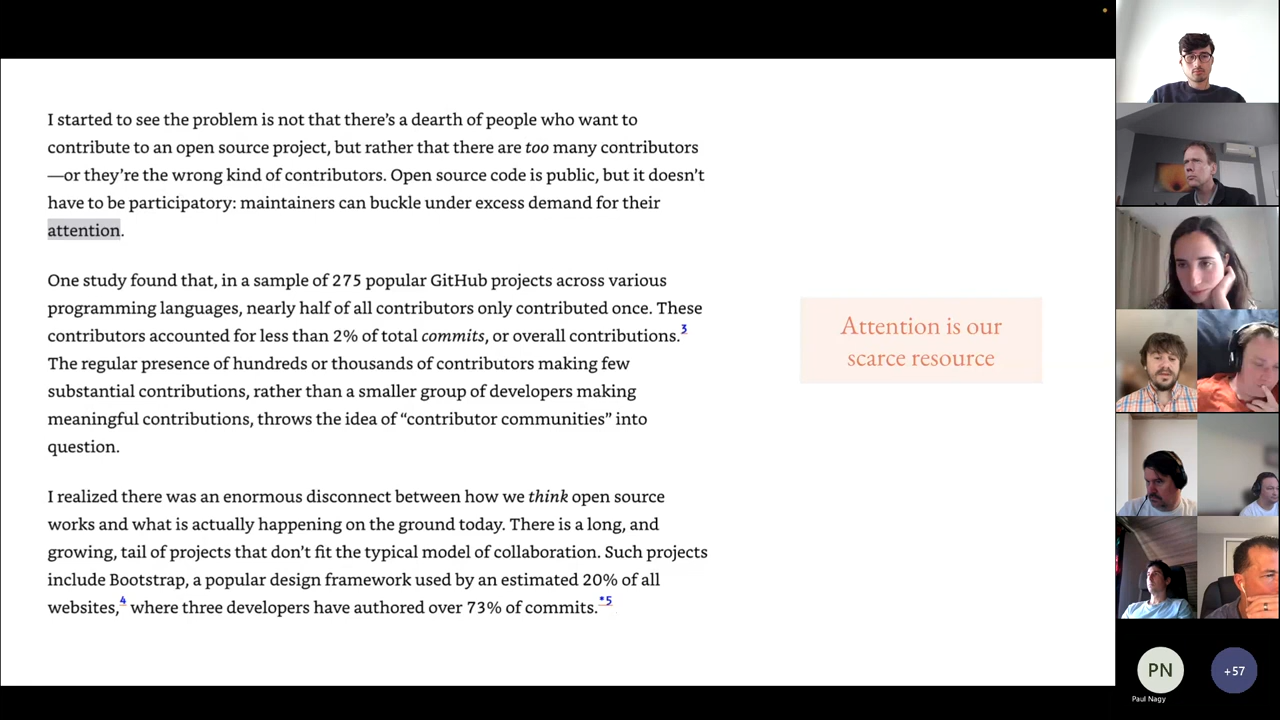 I started to see the problem is not that there's a dearth of people who want to
contribute to an open source project, but rather that there are too many contributors
—or they're the wrong kind of contributors. Open source code is public, but it doesn't
have to be participatory: maintainers can buckle under excess demand for their
attention.
One study found that, in a sample of 275 popular GitHub projects across various
programming languages, nearly half of all contributors only contributed once. These
contributors accounted for less than 2% of total commits, or overall contributions.3
The regular presence of hundreds or thousands of contributors making few
substantial contributions, rather than a smaller group of developers making
meaningful contributions, throws the idea of “contributor communities” into
question.
I realized there was an enormous disconnect between how we think open source
works and what is actually happening on the ground today. There is a long, and
growing, tail of projects that don't fit the typical model of collaboration. Such projects
include Bootstrap, a popular design framework used by an estimated 20% of all
websites,4 where three developers have authored over 73% of commits.*5
Attention is our
scarce resource
PN
Paul Nagy
+57